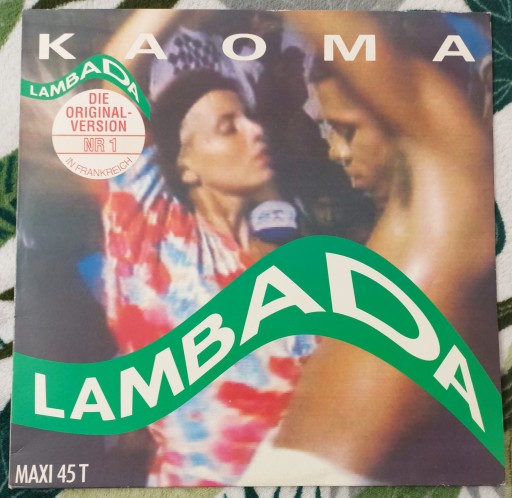 KAOMA
LAMBADA
DIE
ORIGINAL-
VERSION
NR 1
IN FRANKREICH
LAMBADA
MAXI 45 T